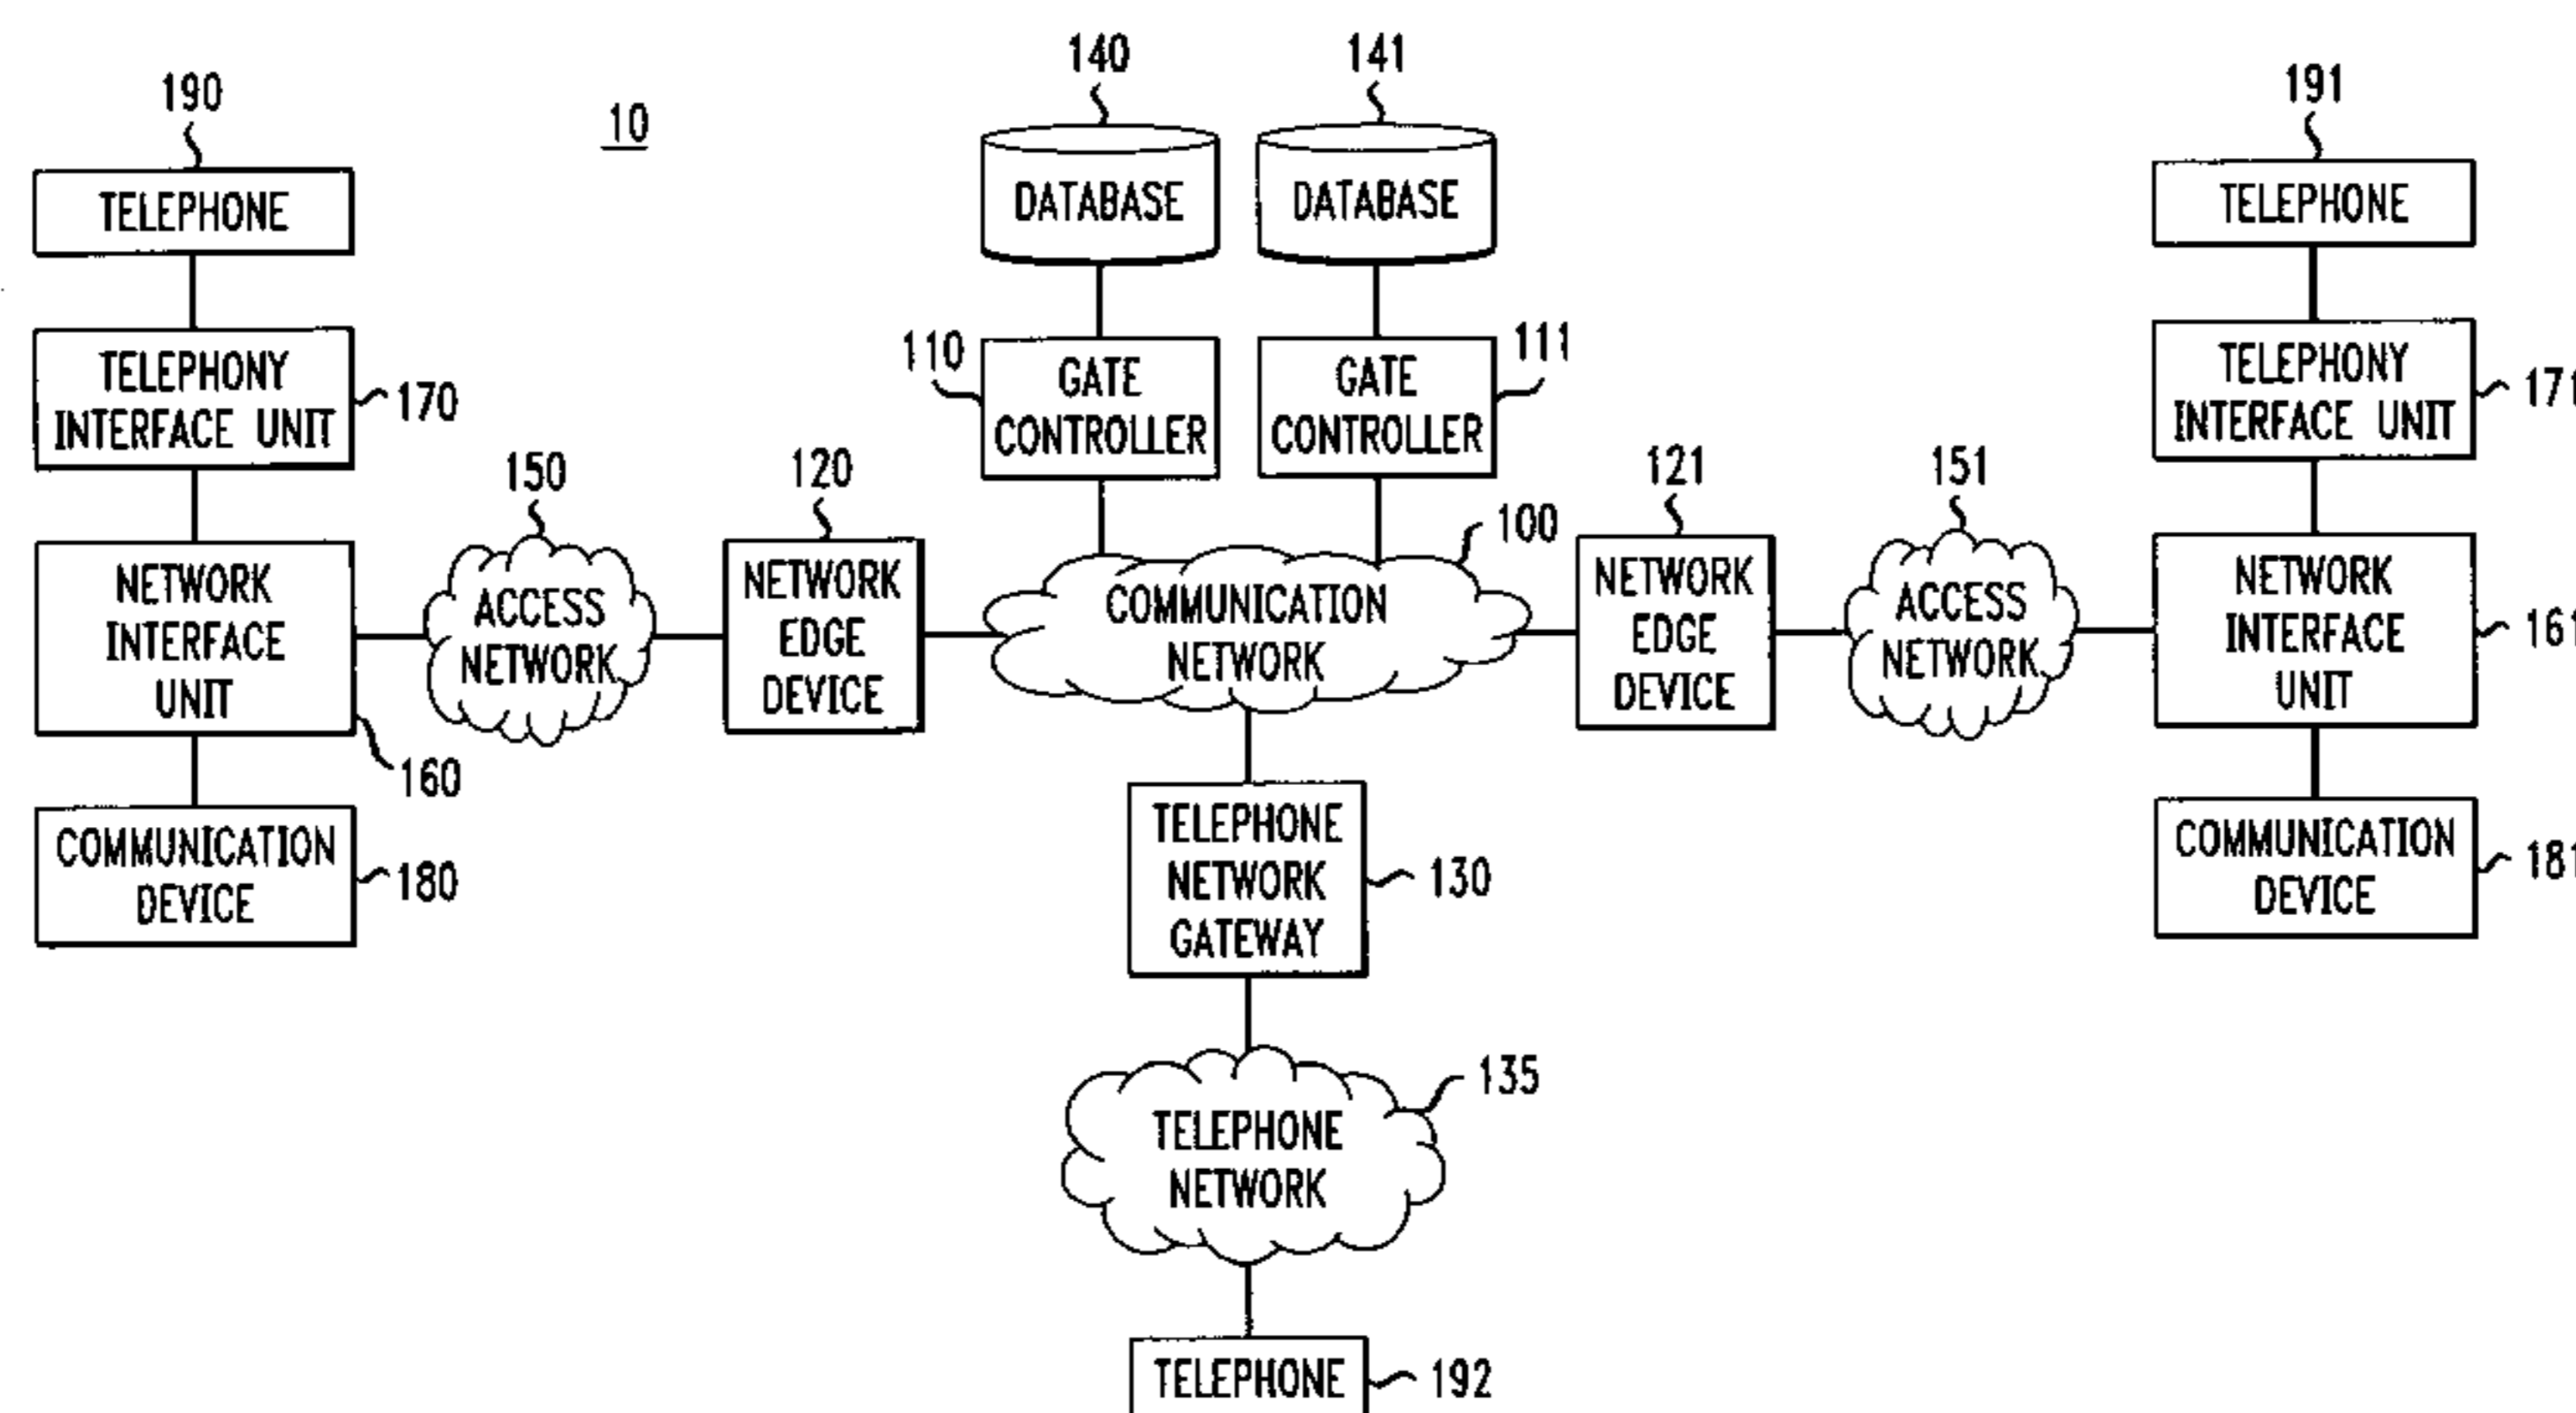 140
141
190
191
10
TELEPHONE
DATABASE
DATABASE
TELEPHONE
110
GATE
CONTROLLER
GATE
CONTROLLER
111
TELEPHONY
INTERFACE UNIT
170
TELEPHONY
INTERFACE UNIT
171
150
120
121
151
100
NETWORK
INTERFACE
UNIT
160
ACCESS
NETWORK
NETWORK
EDGE
DEVICE
COMMUNICATION
NETWORK
NETWORK
EDGE
DEVICE
ACCESS
NETWORK
NETWORK
INTERFACE
UNIT
161
COMMUNICATION
DEVICE
180
TELEPHONE
NETWORK
GATEWAY
130
COMMUNICATION
DEVICE
181
TELEPHONE
NETWORK
135
TELEPHONE
192